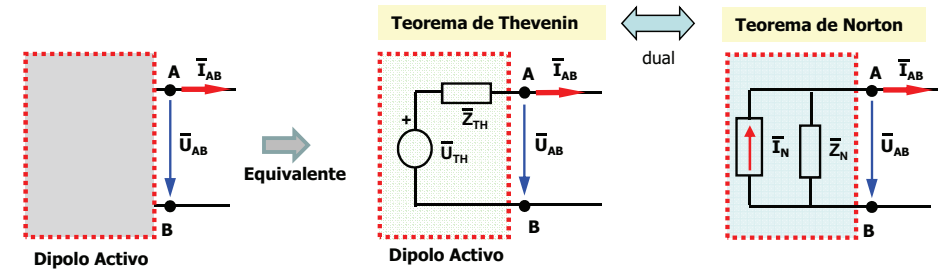 Teorema de Thevenin
dual
Teorema de Norton
A
I̅AB
U̅AB
B
Dipolo Activo
Equivalente
+
U̅TH
Z̅TH
A
I̅AB
U̅AB
B
Dipolo Activo
I̅N
Z̅N
A
I̅AB
U̅AB
B